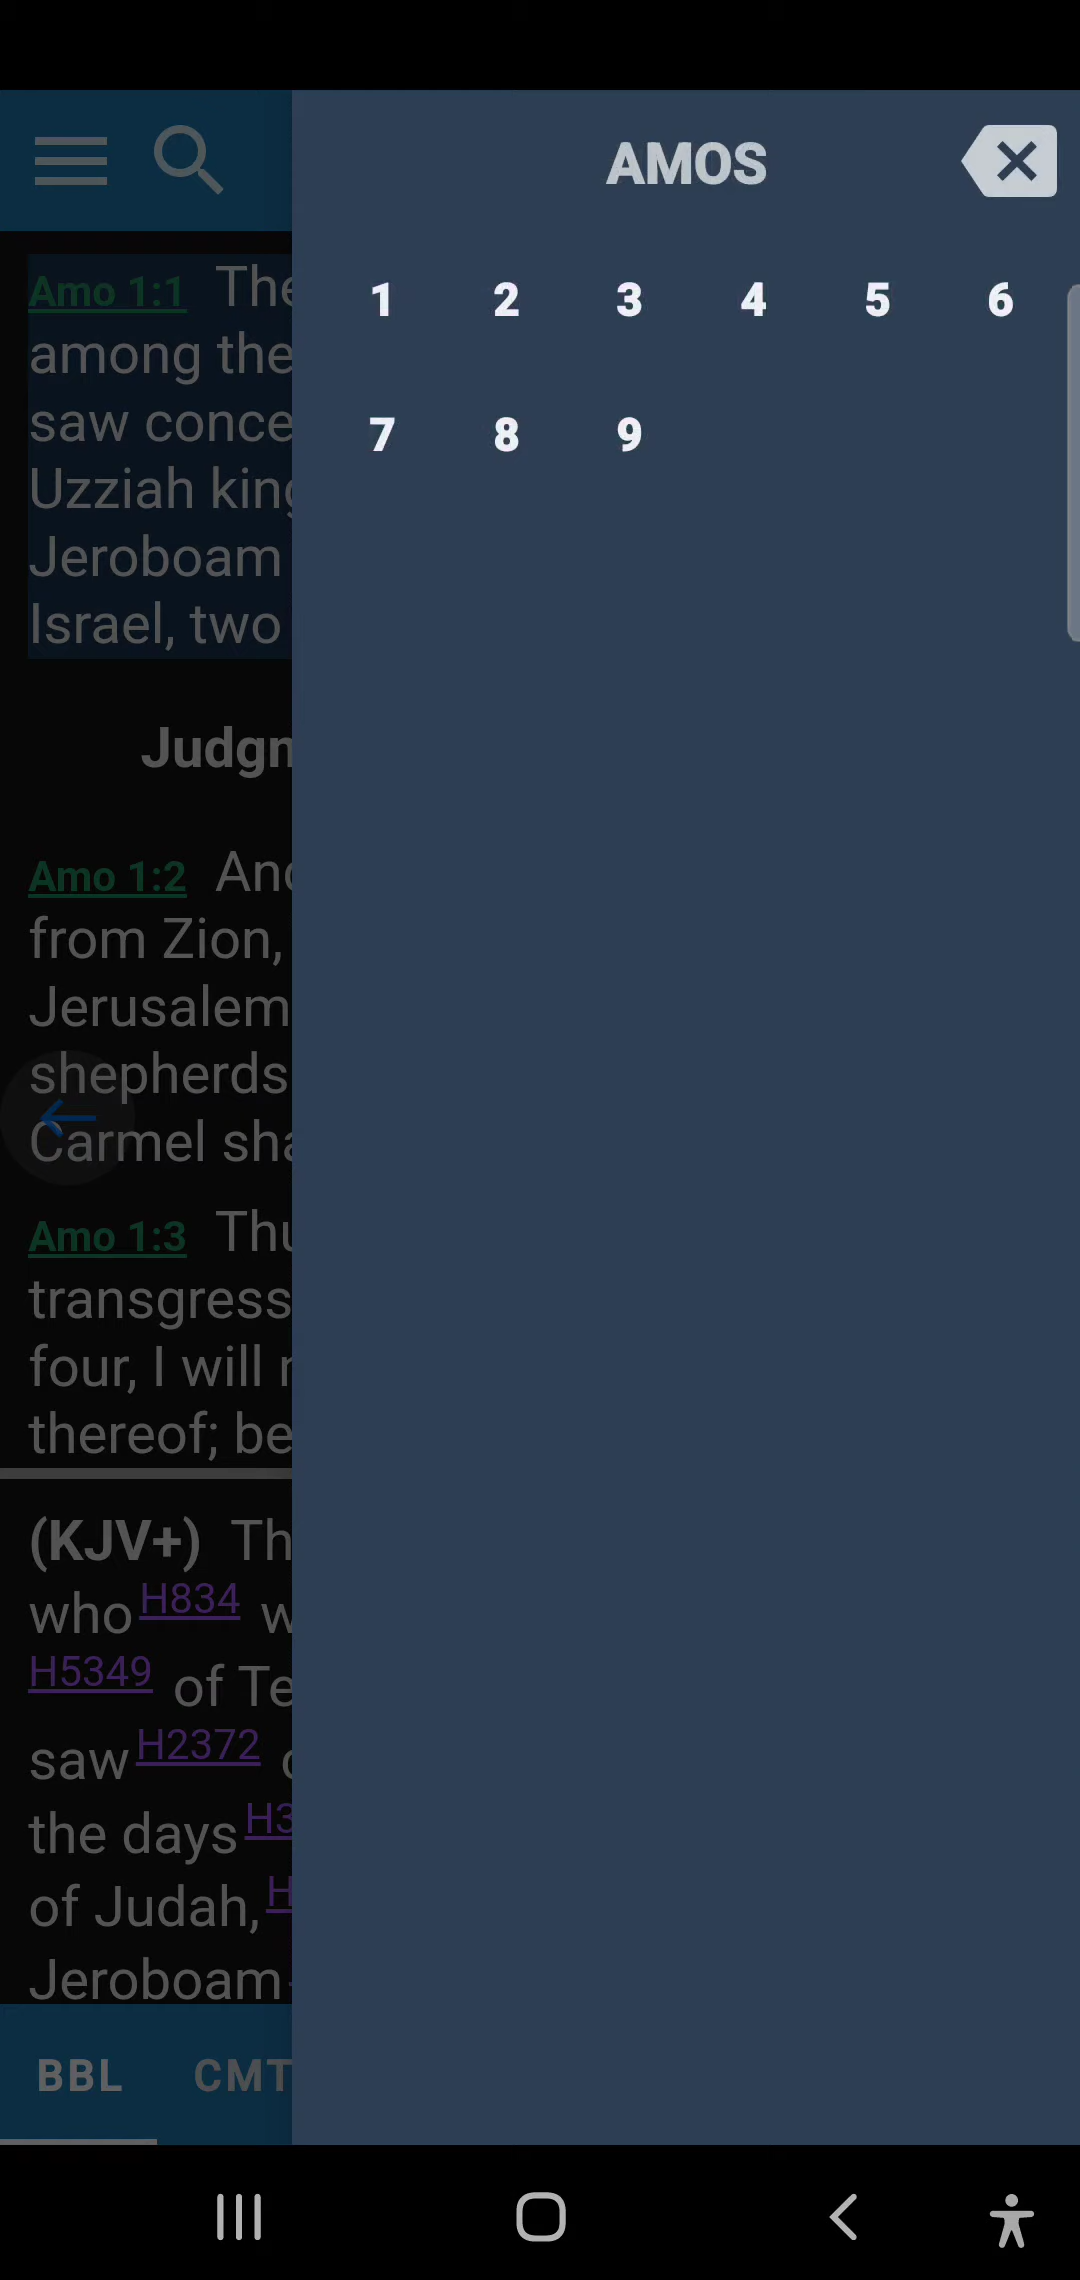 AMOS
1 2 3 4 5 6
7 8 9
Amo 1:1 The
among the
saw conce
Uzziah king
Jeroboam
Israel, two
Judgm
Amo 1:2 And
from Zion,
Jerusalem
shepherds
Carmel sha
Amo 1:3 Thu
transgress
four, I will n
thereof; be
(KJV+) Th
who H834 w
H5349 of Te
saw H2372 c
the days H3
of Judah, H
Jeroboam
BBL CMT